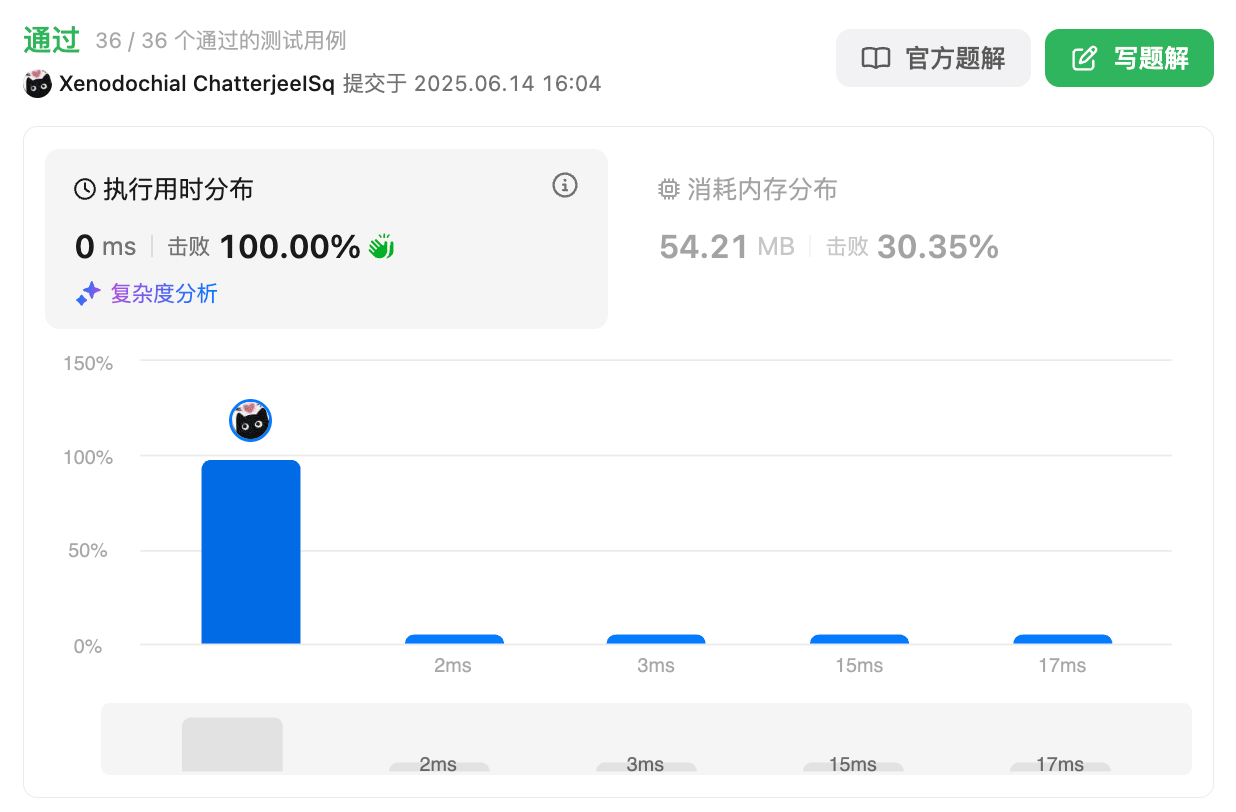 通过 36 / 36 个通过的测试用例
官方题解
写题解
Xenodochial ChatterjeelSq 提交于 2025.06.14 16:04
执行用时分布
0 ms 击败 100.00%
复杂度分析
消耗内存分布
54.21 MB 击败 30.35%
150%
100%
50%
0%
2ms 3ms 15ms 17ms
2ms 3ms 15ms 17ms